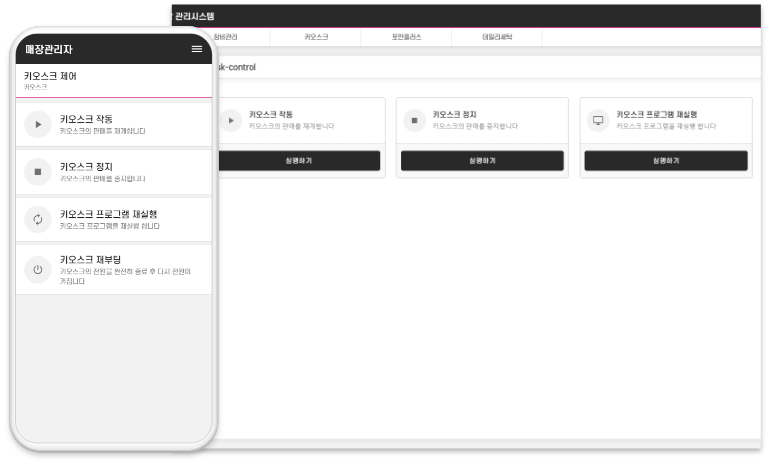 관리시스템
장비관리
키오스크
포인플러스
데일리세탁
sk-control
키오스크 작동
키오스크의 판매를 재개합니다
실행하기
키오스크 정지
키오스크의 판매를 중지합니다
실행하기
키오스크 프로그램 재실행
키오스크 프로그램을 재실행 합니다
실행하기
매장관리자
키오스크 제어
키오스크
키오스크 작동
키오스크의 판매를 재개합니다
키오스크 정지
키오스크의 판매를 중지합니다
키오스크 프로그램 재실행
키오스크 프로그램을 재실행 합니다
키오스크 재부팅
키오스크의 전원을 완전히 종료 후 다시 전원이
켜집니다